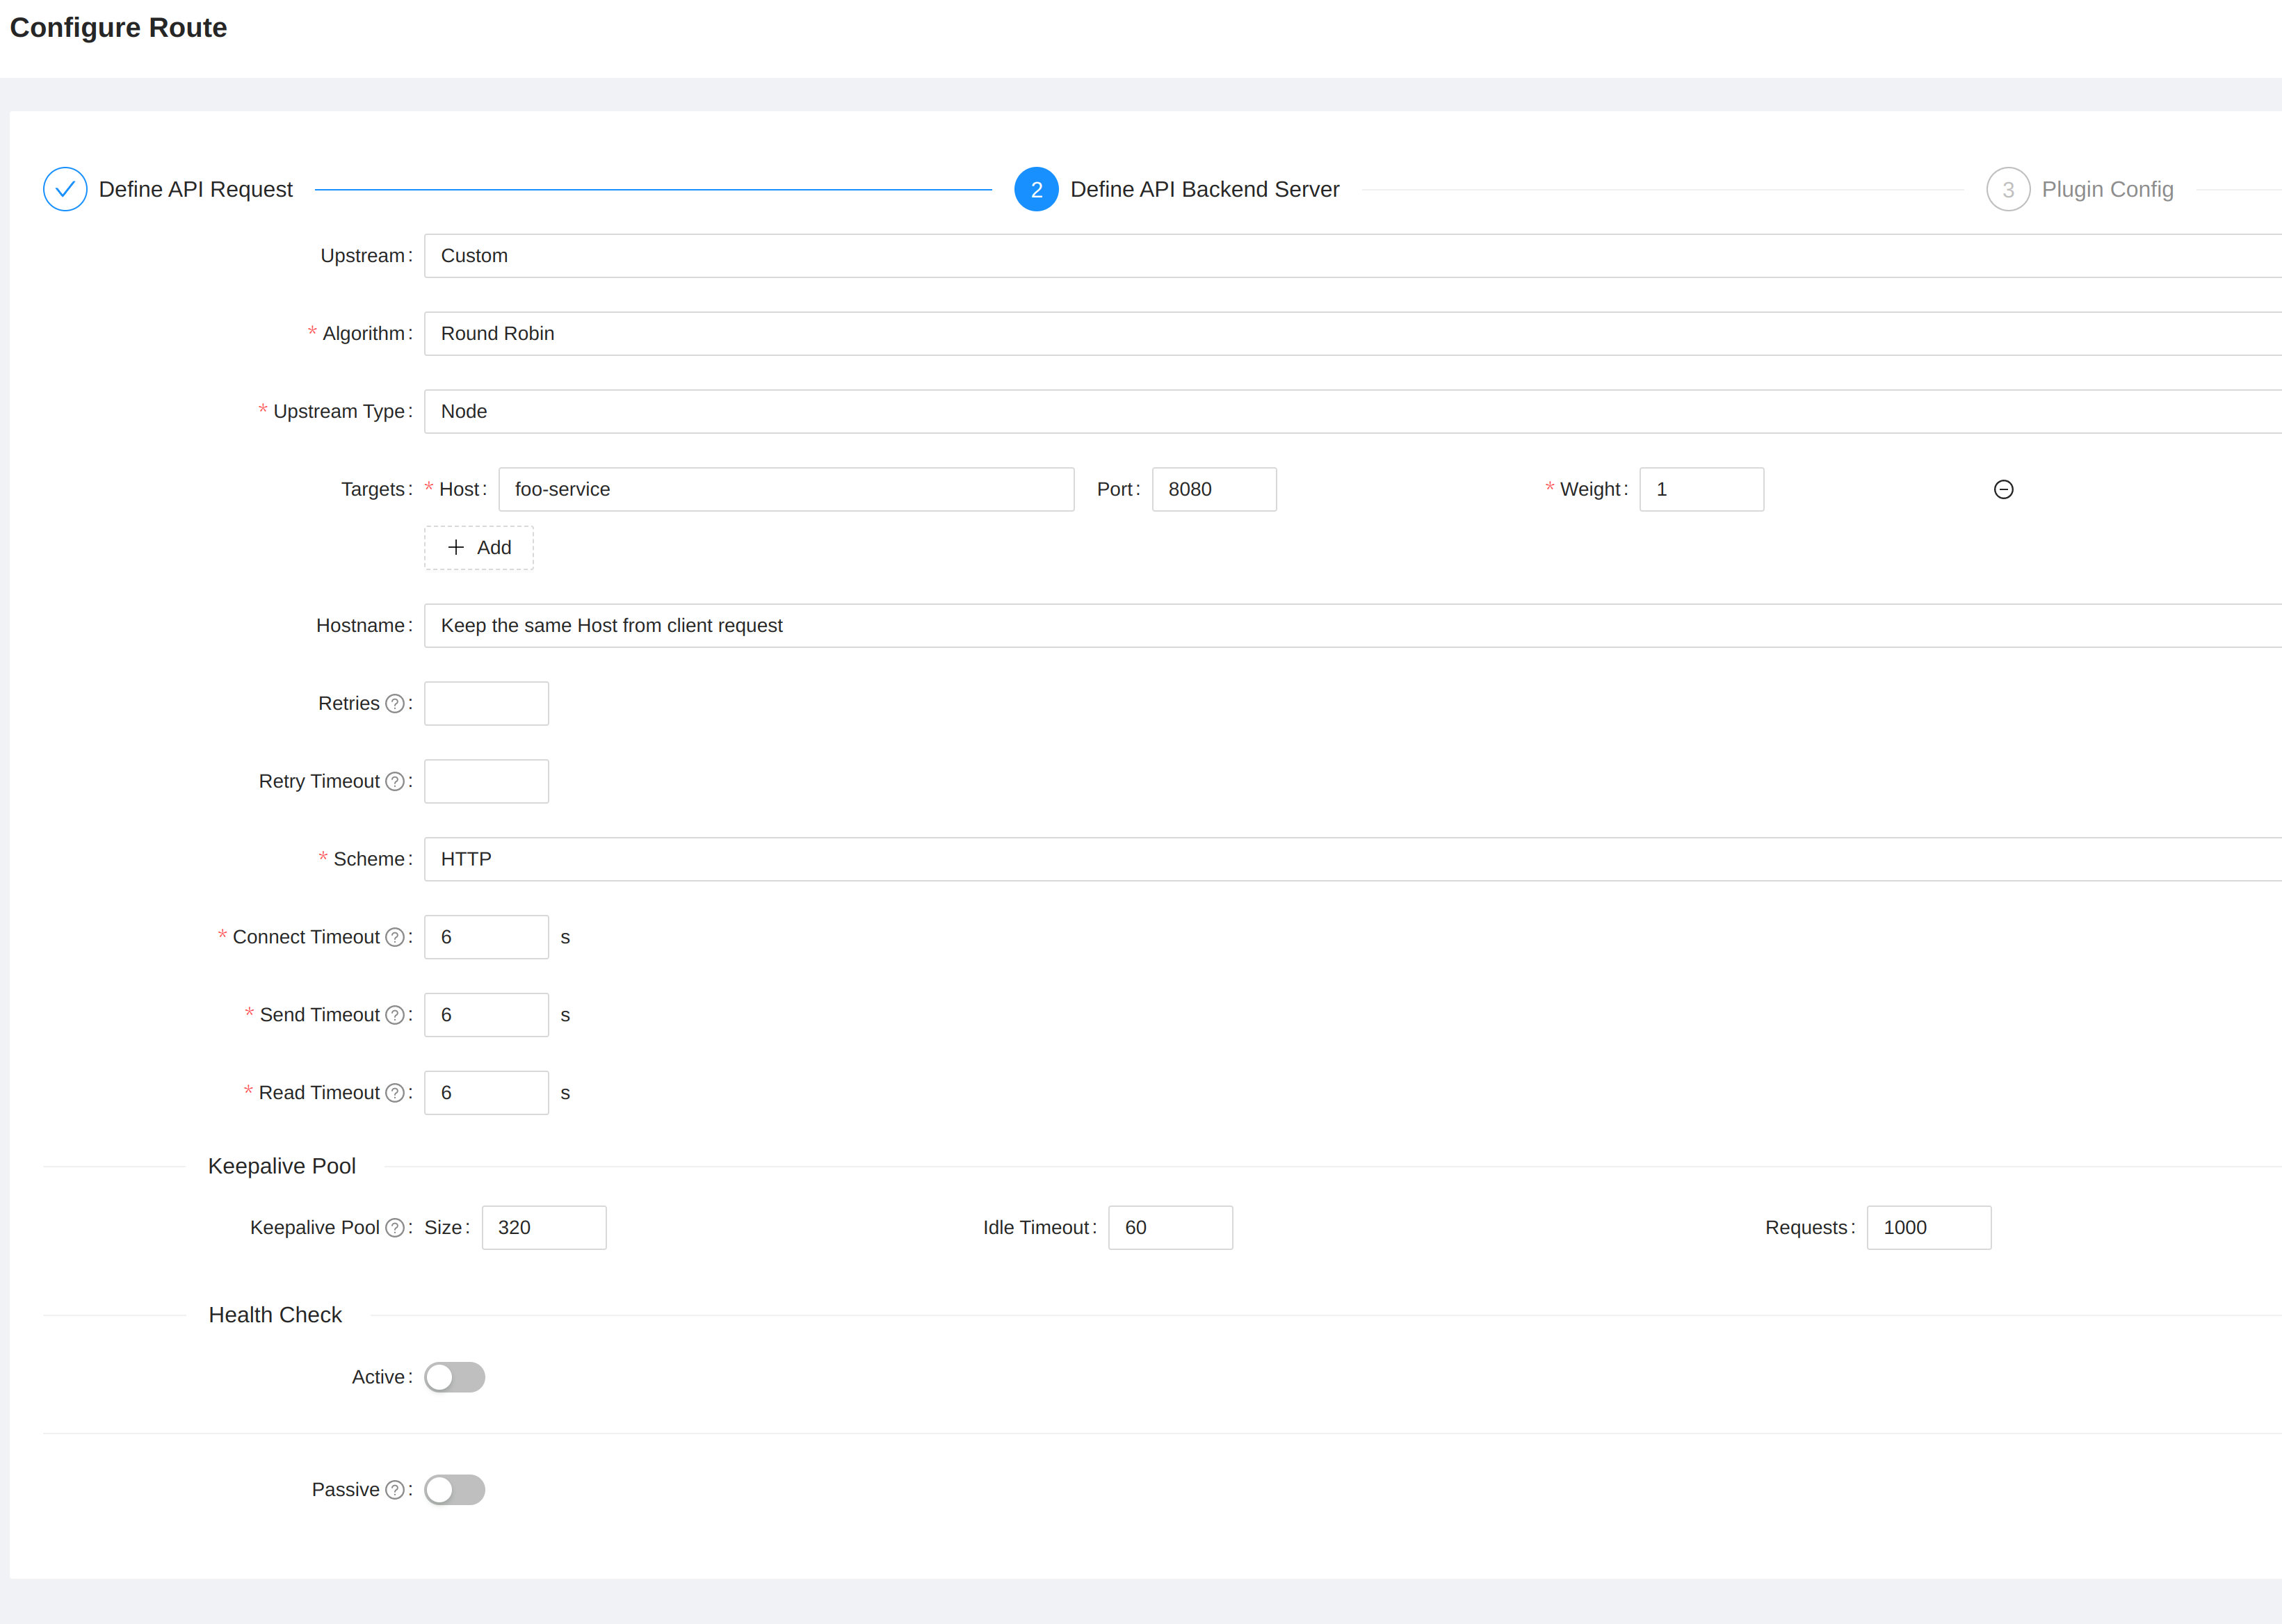 Configure Route
Define API Request
2 Define API Backend Server
3 Plugin Config
Upstream: Custom
* Algorithm: Round Robin
* Upstream Type: Node
Targets: * Host: foo-service Port: 8080 * Weight: 1
+ Add
Hostname: Keep the same Host from client request
Retries ? :
Retry Timeout ? :
* Scheme: HTTP
* Connect Timeout ? : 6 s
* Send Timeout ? : 6 s
* Read Timeout ? : 6 s
Keepalive Pool
Keepalive Pool ? : Size: 320 Idle Timeout: 60 Requests: 1000
Health Check
Active:
Passive ? :